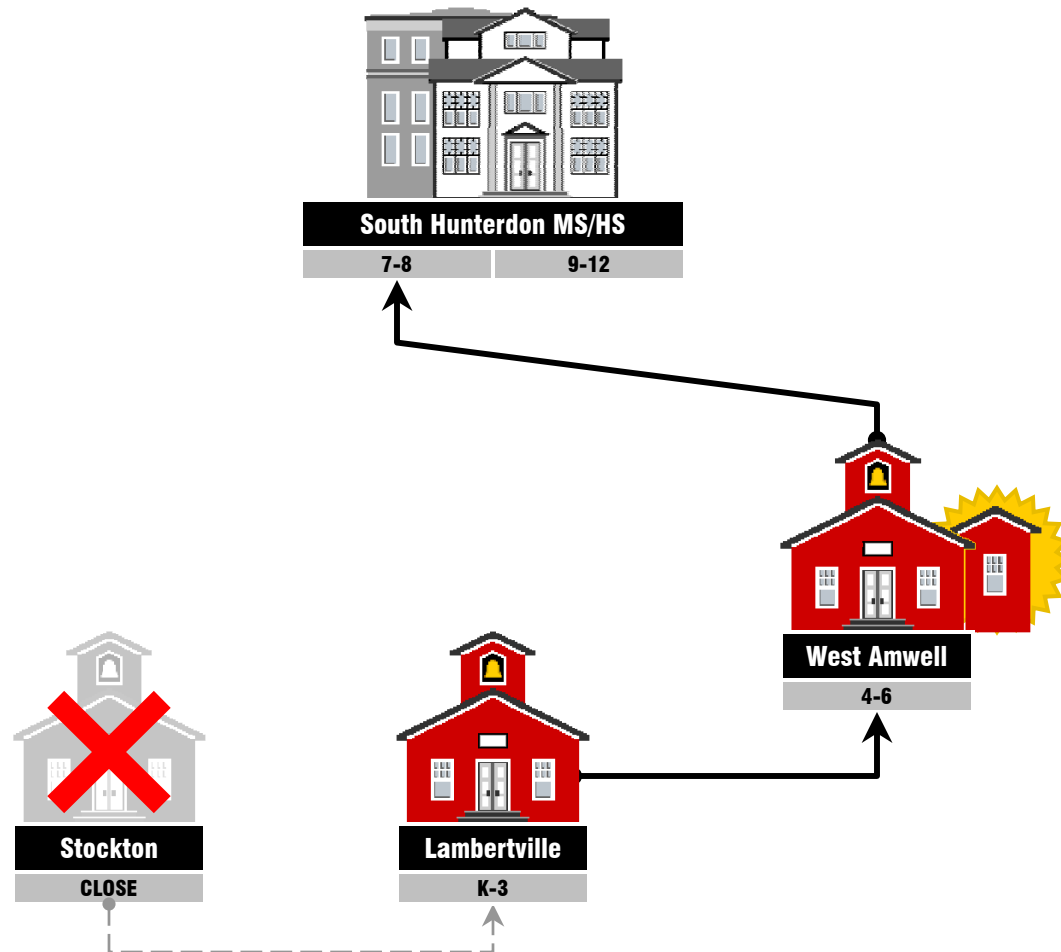 South Hunterdon MS/HS
7-8 9-12
West Amwell
4-6
Stockton
CLOSE
Lambertville
K-3